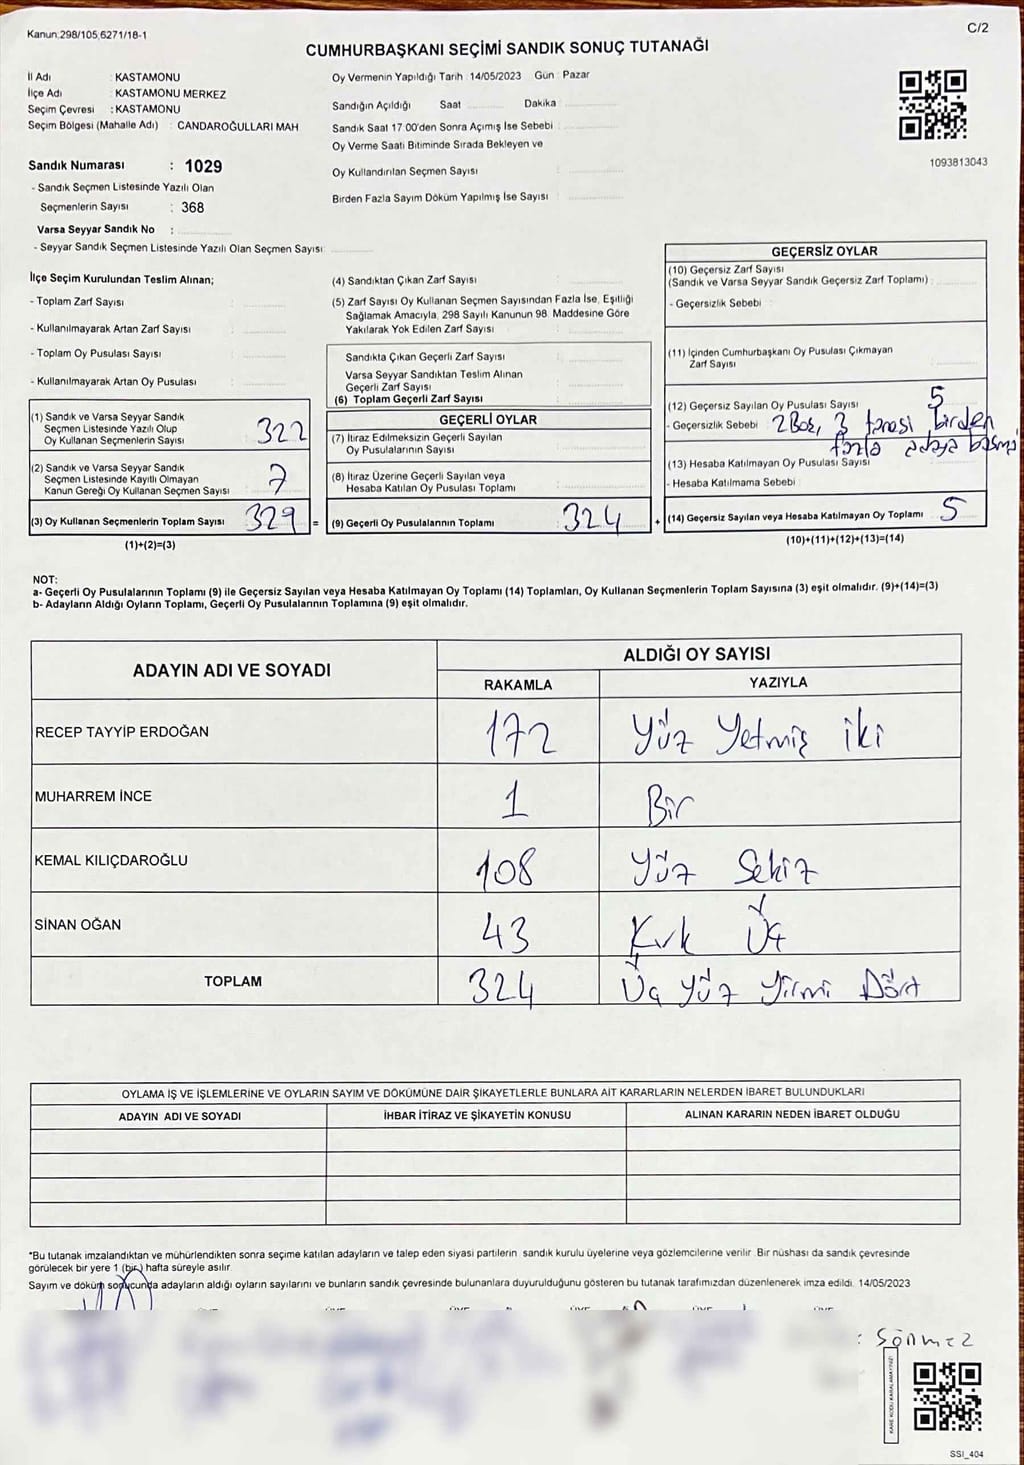 Kanun:298/105,6271/18-1
C/2
CUMHURBAŞKANI SEÇİMİ SANDIK SONUÇ TUTANAĞI
İl Adı : KASTAMONU
İlçe Adı : KASTAMONU MERKEZ
Seçim Çevresi : KASTAMONU
Seçim Bölgesi (Mahalle Adı) : CANDAROĞULLARI MAH
Oy Vermenin Yapıldığı Tarih :14/05/2023 Gün : Pazar
Sandığın Açıldığı Saat Dakika
Sandık Saat 17:00'den Sonra Açımış İse Sebebi :
Oy Verme Saati Bitiminde Sırada Bekleyen ve
Oy Kullandırılan Seçmen Sayısı :
Birden Fazla Sayım Döküm Yapılmış İse Sayısı :
1093813043
Sandık Numarası : 1029
- Sandık Seçmen Listesinde Yazılı Olan
Seçmenlerin Sayısı : 368
Varsa Seyyar Sandık No :
- Seyyar Sandık Seçmen Listesinde Yazılı Olan Seçmen Sayısı:
İlçe Seçim Kurulundan Teslim Alınan;
- Toplam Zarf Sayısı :
- Kullanılmayarak Artan Zarf Sayısı :
- Toplam Oy Pusulası Sayısı :
- Kullanılmayarak Artan Oy Pusulası :
(4) Sandıktan Çıkan Zarf Sayısı :
(5) Zarf Sayısı Oy Kullanan Seçmen Sayısından Fazla İse, Eşitliği
Sağlamak Amacıyla, 298 Sayılı Kanunun 98. Maddesine Göre
Yakılarak Yok Edilen Zarf Sayısı :
Sandıkta Çıkan Geçerli Zarf Sayısı :
Varsa Seyyar Sandıktan Teslim Alınan
Geçerli Zarf Sayısı :
(6) Toplam Geçerli Zarf Sayısı :
GEÇERSİZ OYLAR
(10) Geçersiz Zarf Sayısı
(Sandık ve Varsa Seyyar Sandık Geçersiz Zarf Toplamı) :
- Geçersizlik Sebebi :
(11) İçinden Cumhurbaşkanı Oy Pusulası Çıkmayan
Zarf Sayısı :
(12) Geçersiz Sayılan Oy Pusulası Sayısı 5
- Geçersizlik Sebebi : 2 Boş, 3 tanesi birden
fazla adaya basmış
(13) Hesaba Katılmayan Oy Pusulası Sayısı
- Hesaba Katılmama Sebebi :
(14) Geçersiz Sayılan veya Hesaba Katılmayan Oy Toplamı : 5
(10)+(11)+(12)+(13)=(14)
(1) Sandık ve Varsa Seyyar Sandık
Seçmen Listesinde Yazılı Olup
Oy Kullanan Seçmenlerin Sayısı : 322
(2) Sandık ve Varsa Seyyar Sandık
Seçmen Listesinde Kayıtlı Olmayan
Kanun Gereği Oy Kullanan Seçmen Sayısı : 7
(3) Oy Kullanan Seçmenlerin Toplam Sayısı 329 =
(1)+(2)=(3)
GEÇERLİ OYLAR
(7) İtiraz Edilmeksizin Geçerli Sayılan
Oy Pusulalarının Sayısı :
(8) İtiraz Üzerine Geçerli Sayılan veya
Hesaba Katılan Oy Pusulası Toplamı :
(9) Geçerli Oy Pusulalarının Toplamı : 324 +
NOT:
a- Geçerli Oy Pusulalarının Toplamı (9) ile Geçersiz Sayılan veya Hesaba Katılmayan Oy Toplamı (14) Toplamları, Oy Kullanan Seçmenlerin Toplam Sayısına (3) eşit olmalıdır. (9)+(14)=(3)
b- Adayların Aldığı Oyların Toplamı, Geçerli Oy Pusulalarının Toplamına (9) eşit olmalıdır.
ADAYIN ADI VE SOYADI
ALDIĞI OY SAYISI
RAKAMLA YAZIYLA
RECEP TAYYİP ERDOĞAN 172 Yüz Yetmiş iki
MUHARREM İNCE 1 Bir
KEMAL KILIÇDAROĞLU 108 Yüz Sekiz
SİNAN OĞAN 43 Kırk Üç
TOPLAM 324 Üç Yüz Yirmi Dört
OYLAMA İŞ VE İŞLEMLERİNE VE OYLARIN SAYIM VE DÖKÜMÜNE DAİR ŞİKAYETLERLE BUNLARA AİT KARARLARIN NELERDEN İBARET BULUNDUKLARI
ADAYIN ADI VE SOYADI İHBAR İTİRAZ VE ŞİKAYETİN KONUSU ALINAN KARARIN NEDEN İBARET OLDUĞU
*Bu tutanak imzalandıktan ve mühürlendikten sonra seçime katılan adayların ve talep eden siyasi partilerin sandık kurulu üyelerine veya gözlemcilerine verilir. Bir nüshası da sandık çevresinde
görülecek bir yere 1 (bir) hafta süreyle asılır.
Sayım ve döküm sonucunda adayların aldığı oyların sayılarını ve bunların sandık çevresinde bulunanlara duyurulduğunu gösteren bu tutanak tarafımızdan düzenlenerek imza edildi. 14/05/2023
: Sönmez
KARE KODU KARALAMAYINIZ!
SSI_404